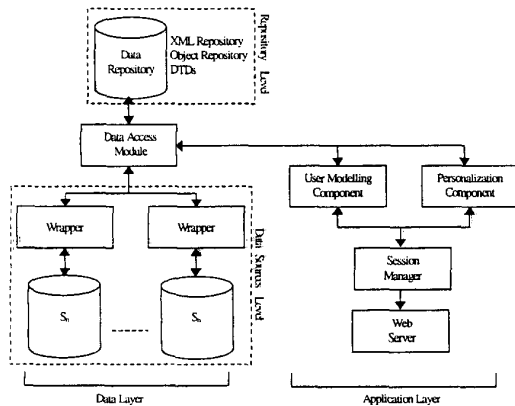 Data
Repository
XML Repository
Object Repository
DTDs
Repository
Level
Data Access
Module
User Modelling
Component
Personalization
Component
Wrapper
Wrapper
Data Sources
Level
Session
Manager
Web
Server
Data Layer
Application Layer